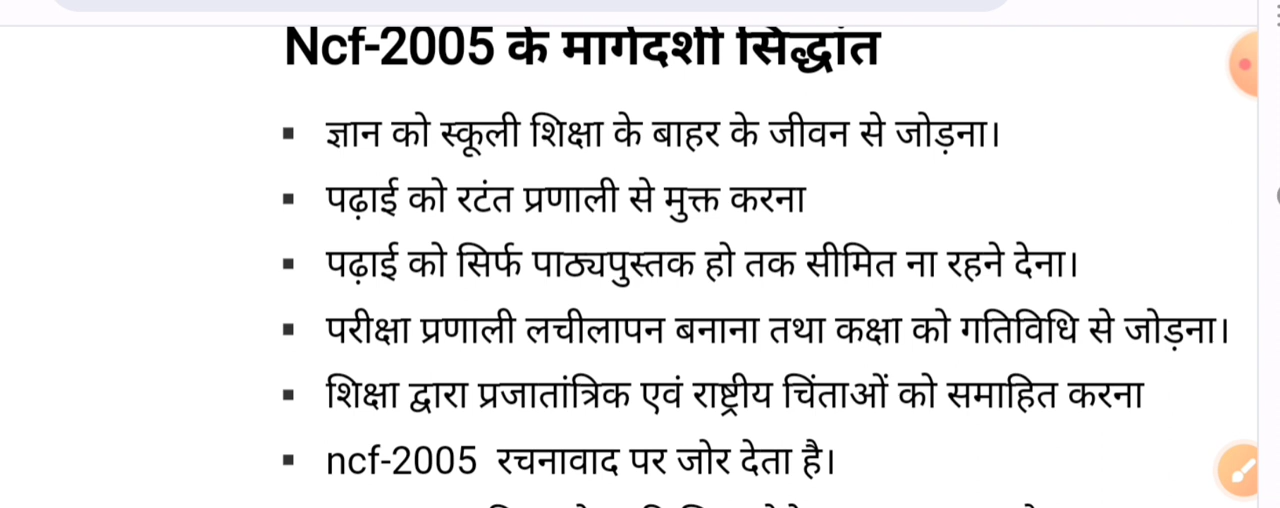 Ncf-2005 के मार्गदर्शी सिद्धांत
▪ ज्ञान को स्कूली शिक्षा के बाहर के जीवन से जोड़ना।
▪ पढ़ाई को रटंत प्रणाली से मुक्त करना
▪ पढ़ाई को सिर्फ पाठ्यपुस्तक हो तक सीमित ना रहने देना।
▪ परीक्षा प्रणाली लचीलापन बनाना तथा कक्षा को गतिविधि से जोड़ना।
▪ शिक्षा द्वारा प्रजातांत्रिक एवं राष्ट्रीय चिंताओं को समाहित करना
▪ ncf-2005 रचनावाद पर जोर देता है।